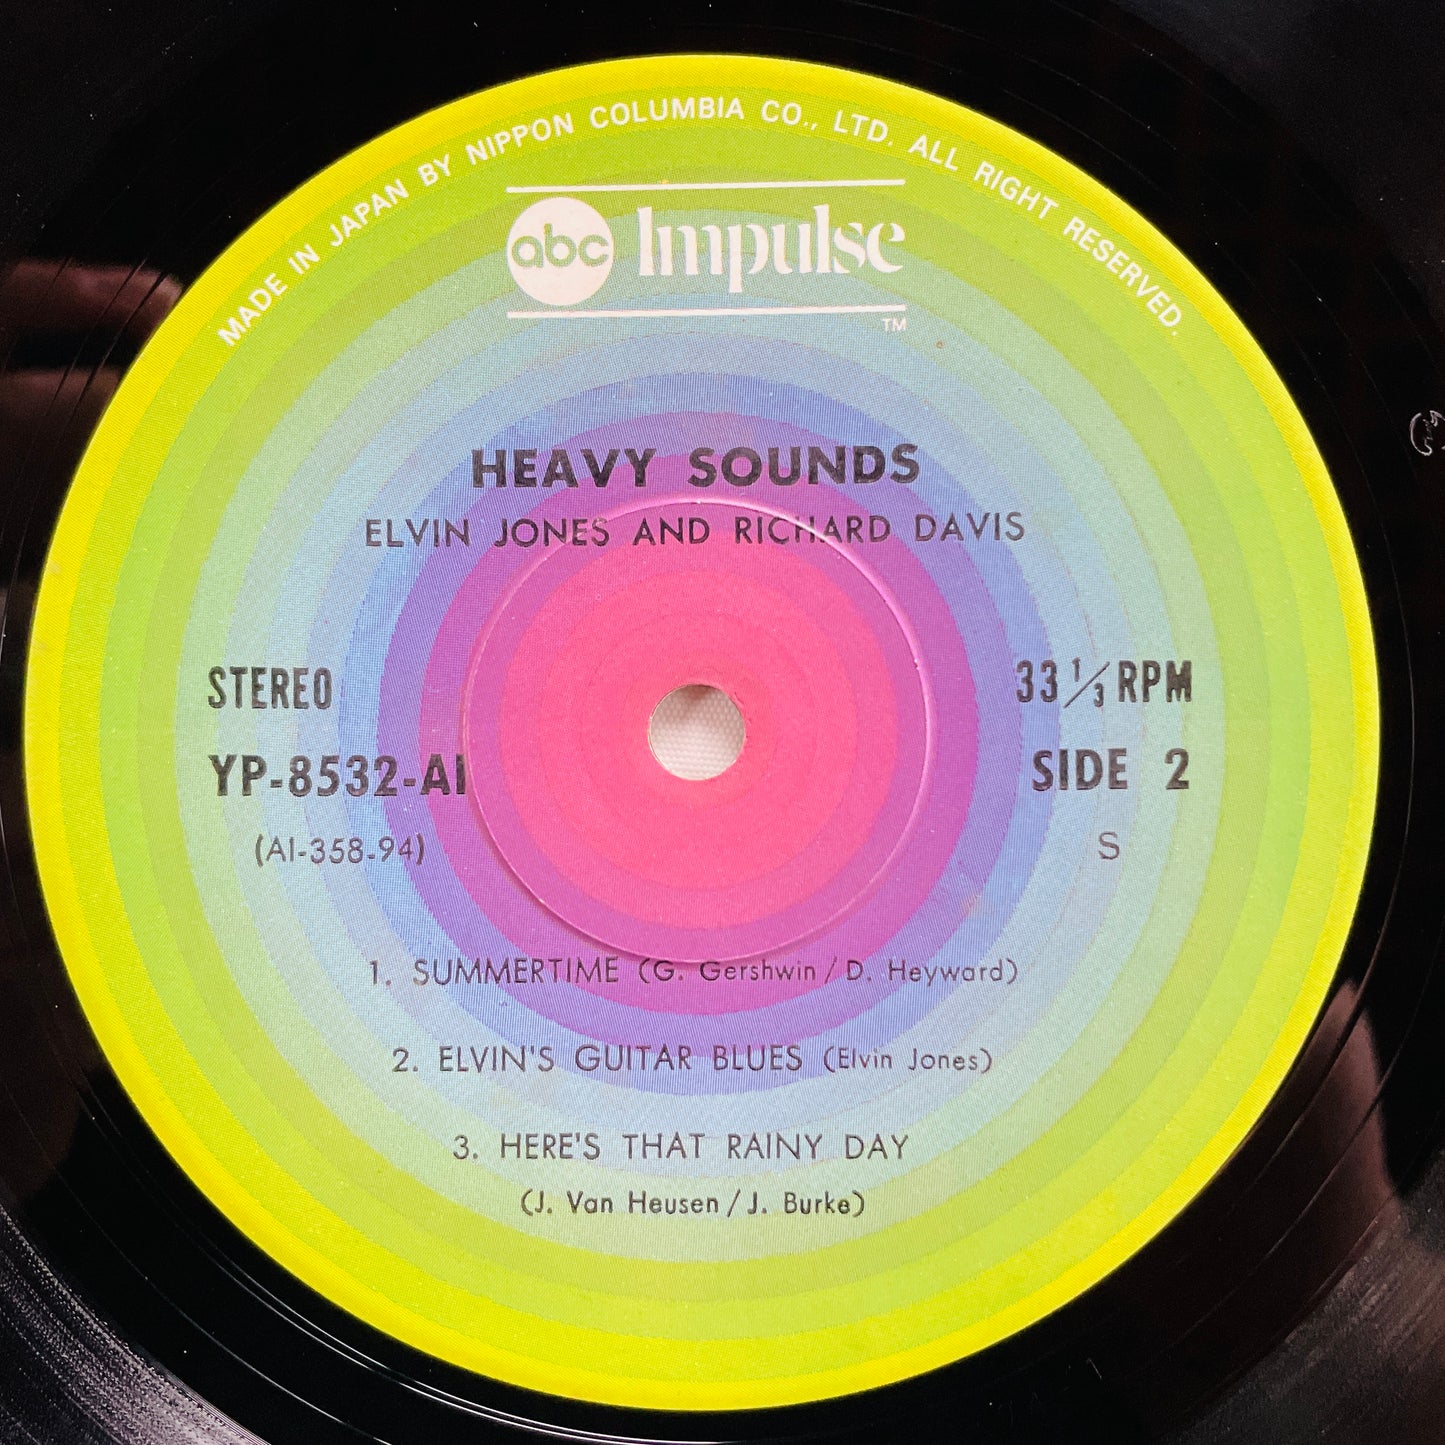 MADE IN JAPAN BY NIPPON COLUMBIA CO., LTD. ALL RIGHT RESERVED.
abc Impulse
TM
HEAVY SOUNDS
ELVIN JONES AND RICHARD DAVIS
STEREO
33 1/3 RPM
YP-8532-AI
SIDE 2
(AI-358-94)
S
1. SUMMERTIME (G. Gershwin / D. Heyward)
2. ELVIN'S GUITAR BLUES (Elvin Jones)
3. HERE'S THAT RAINY DAY
(J. Van Heusen / J. Burke)